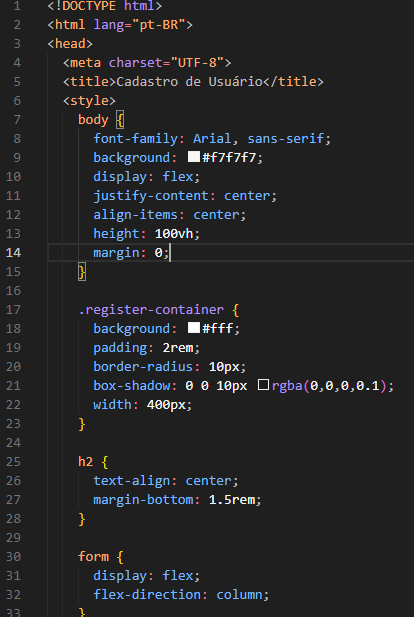 1 <!DOCTYPE html>
2 <html lang="pt-BR">
3 <head>
4   <meta charset="UTF-8">
5   <title>Cadastro de Usuário</title>
6   <style>
7     body {
8       font-family: Arial, sans-serif;
9       background: #f7f7f7;
10       display: flex;
11       justify-content: center;
12       align-items: center;
13       height: 100vh;
14       margin: 0;
15     }
16
17     .register-container {
18       background: #fff;
19       padding: 2rem;
20       border-radius: 10px;
21       box-shadow: 0 0 10px rgba(0,0,0,0.1);
22       width: 400px;
23     }
24
25     h2 {
26       text-align: center;
27       margin-bottom: 1.5rem;
28     }
29
30     form {
31       display: flex;
32       flex-direction: column;
33     }